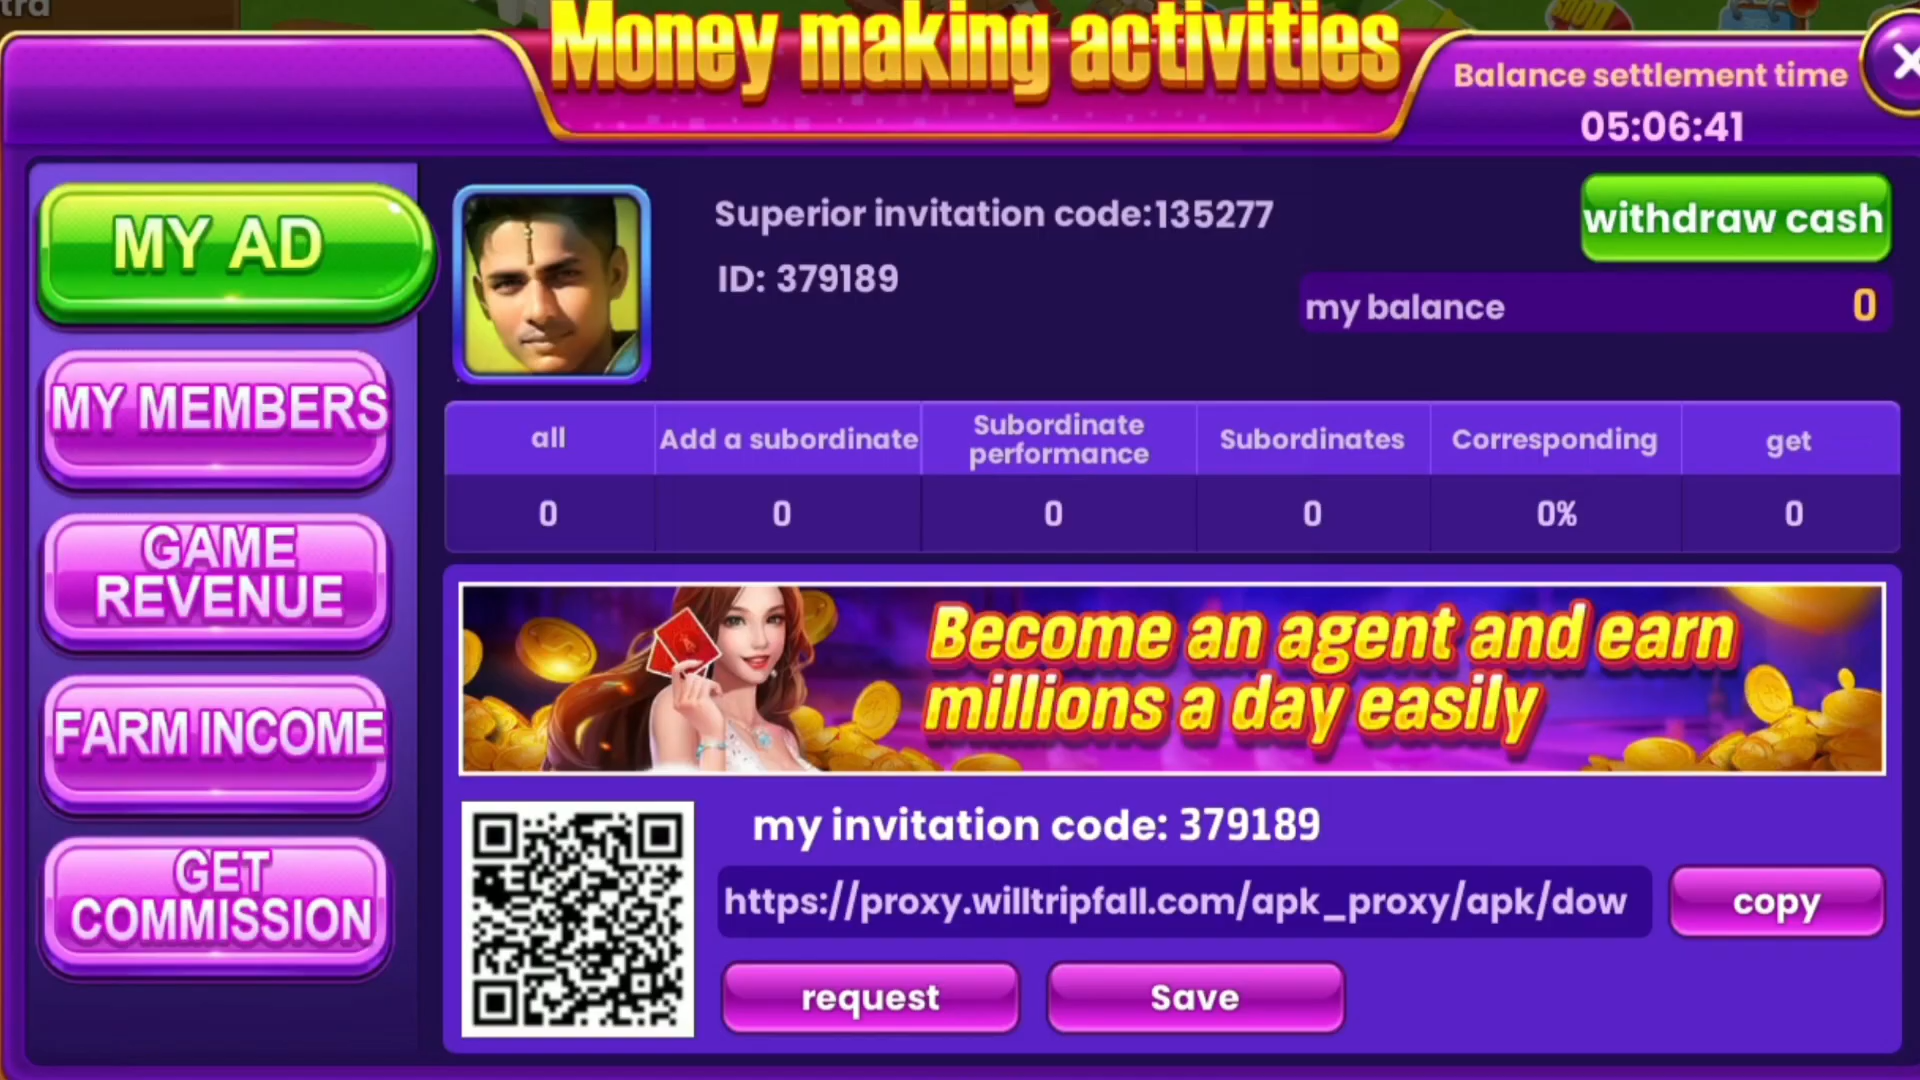 tra
Money making activities
Balance settlement time
05:06:41
MY AD
MY MEMBERS
GAME
REVENUE
FARM INCOME
GET
COMMISSION
Superior invitation code:135277
ID: 379189
withdraw cash
my balance 0
all Add a subordinate Subordinate performance Subordinates Corresponding get
0 0 0 0 0% 0
Become an agent and earn
millions a day easily
my invitation code: 379189
https://proxy.willtripfall.com/apk_proxy/apk/dow
copy
request Save